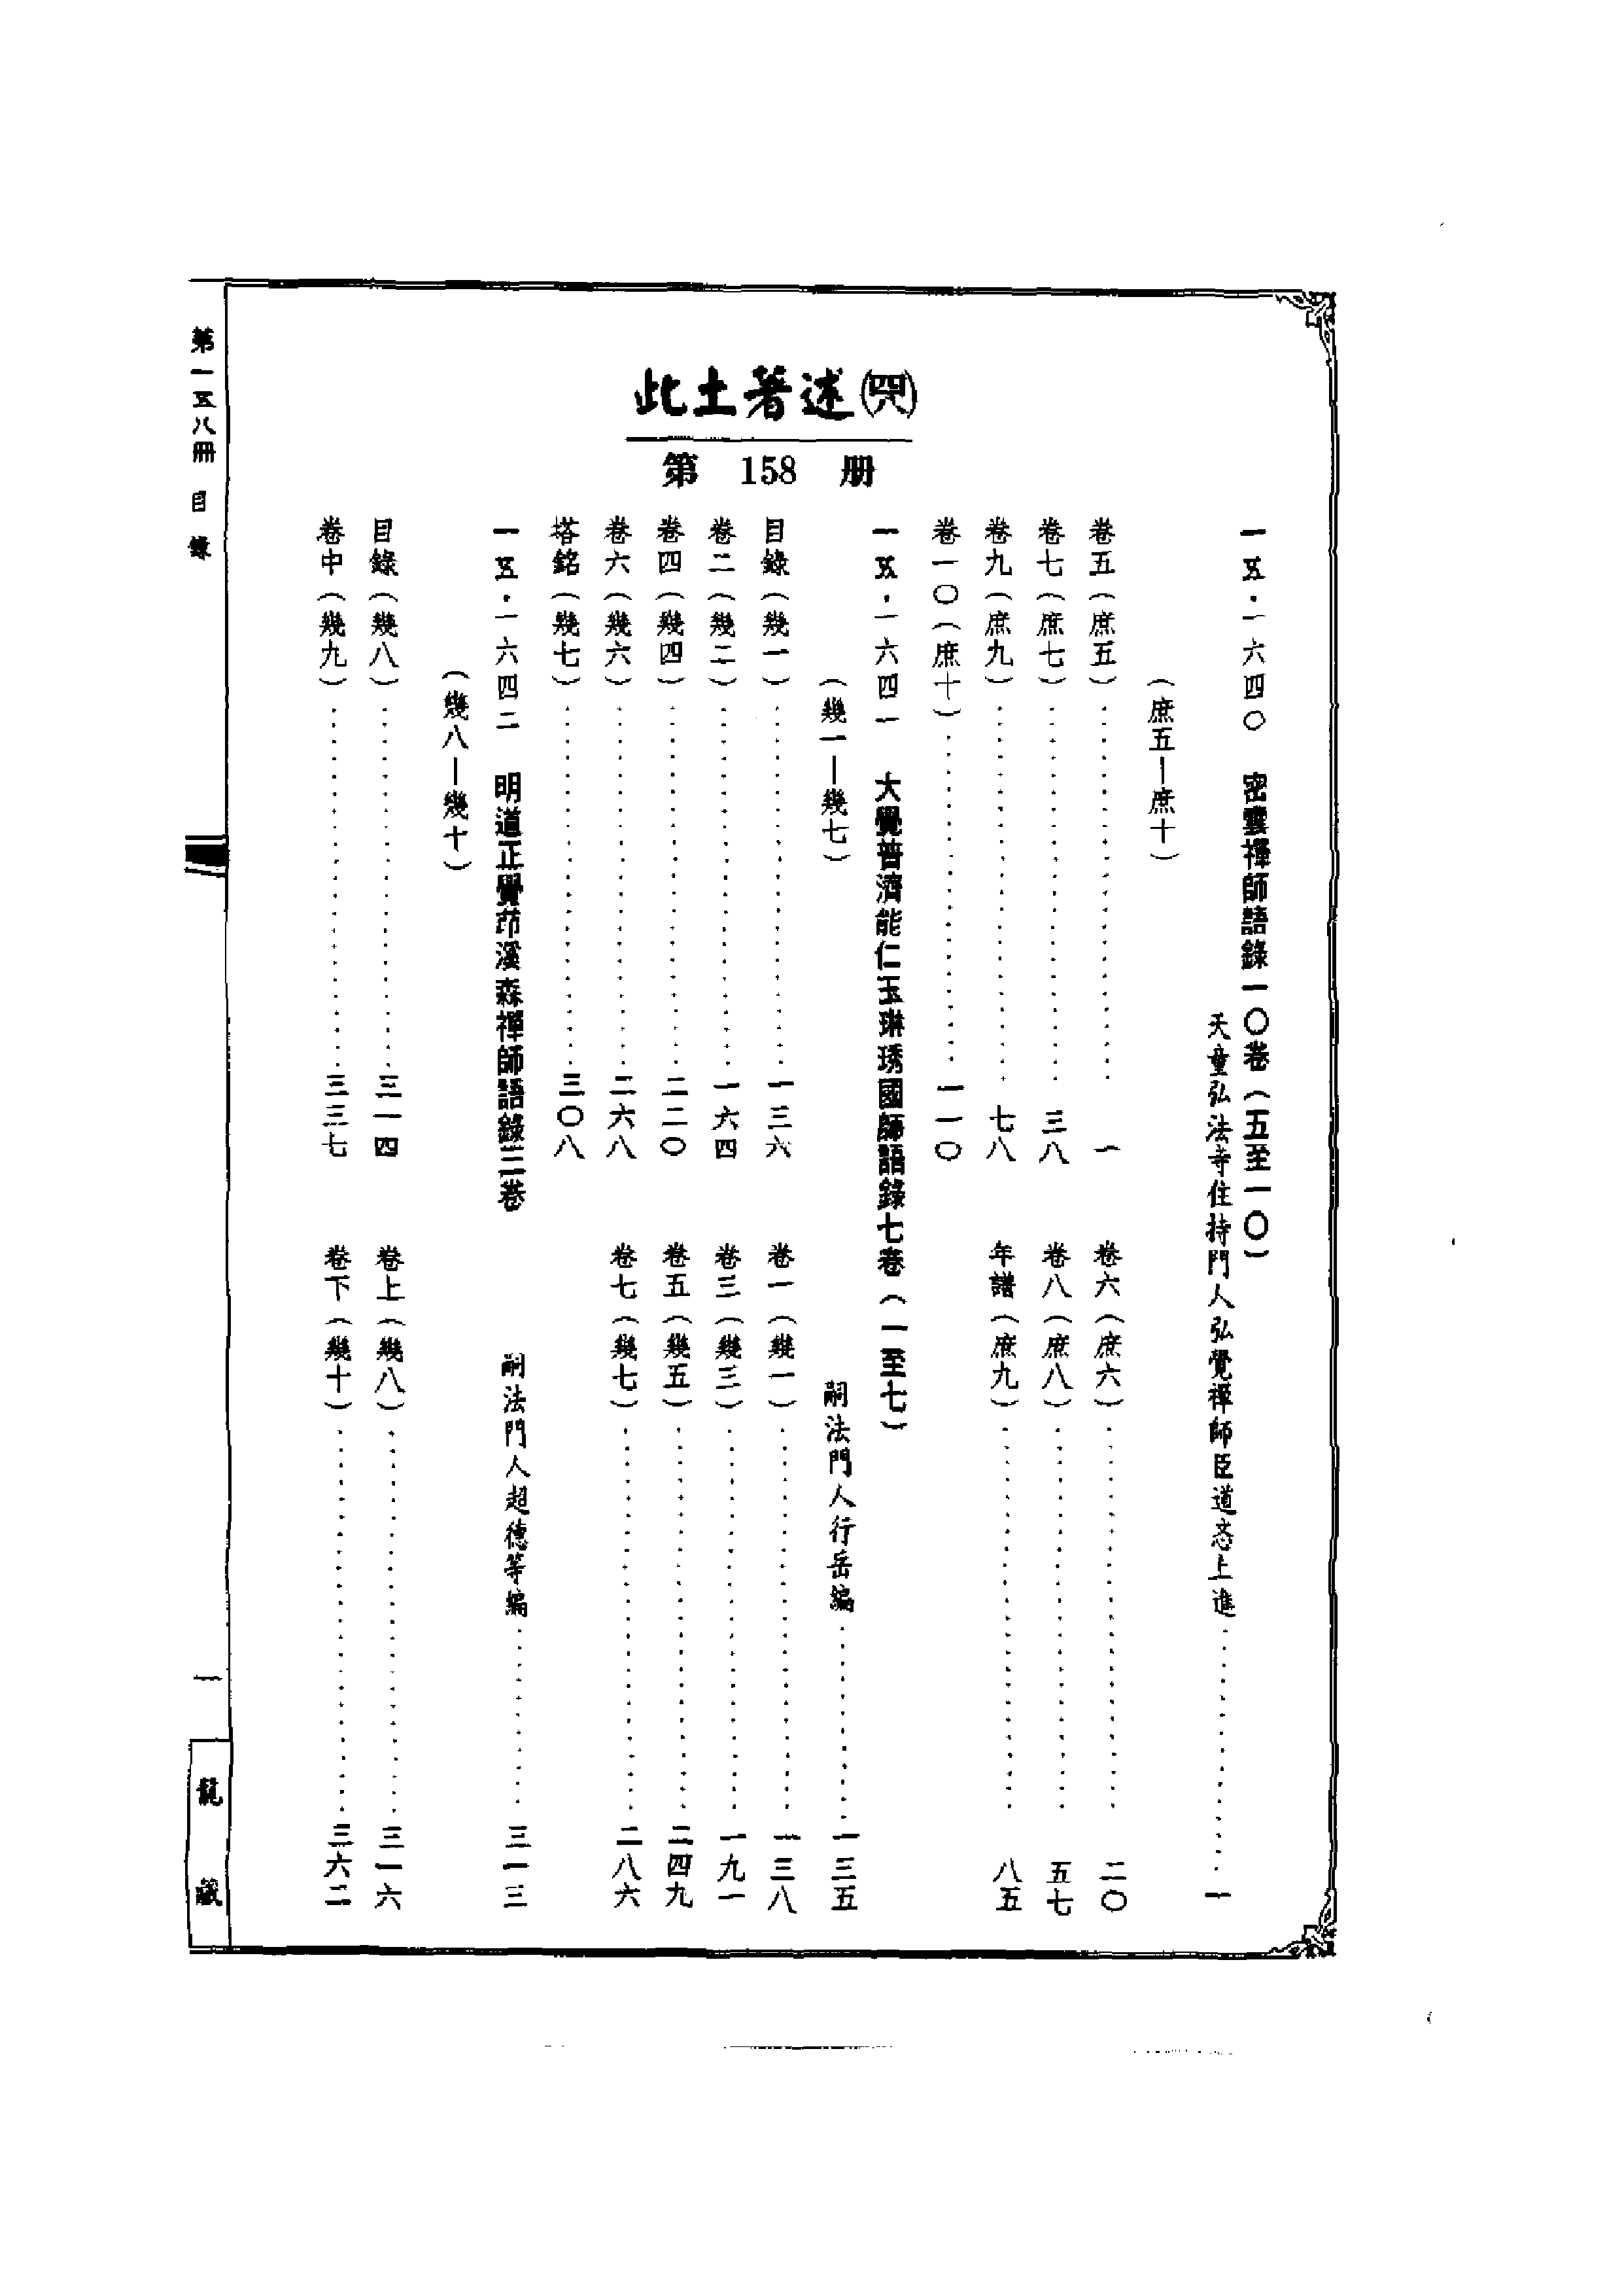 此土著述(四六)
第 158 册
一五·一六四〇 密雲禪師語錄一〇卷(五至一〇)
天童弘法寺住持門人弘覺禪師臣道忞上進…………一
(庶五—庶十)
卷五(庶五)…………一 卷六(庶六)…………二〇
卷七(庶七)…………三八 卷八(庶八)…………五七
卷九(庶九)…………七八 年譜(庶九)…………八五
卷一〇(庶十)…………一一〇
一五·一六四一 大覺普濟能仁玉琳琇國師語錄七卷(一至七)
(幾一—幾七) 嗣法門人行岳編…………一三五
目錄(幾一)…………一三六 卷一(幾一)…………一三八
卷二(幾二)…………一六四 卷三(幾三)…………一九一
卷四(幾四)…………二二〇 卷五(幾五)…………二四九
卷六(幾六)…………二六八 卷七(幾七)…………二八六
塔銘(幾七)…………三〇八
一五·一六四二 明道正覺茆溪森禪師語錄三卷 嗣法門人超德等編…………三一三
(幾八—幾十)
目錄(幾八)…………三一四 卷上(幾八)…………三一六
卷中(幾九)…………三三七 卷下(幾十)…………三六二
第一五八冊 目錄
一
龍藏